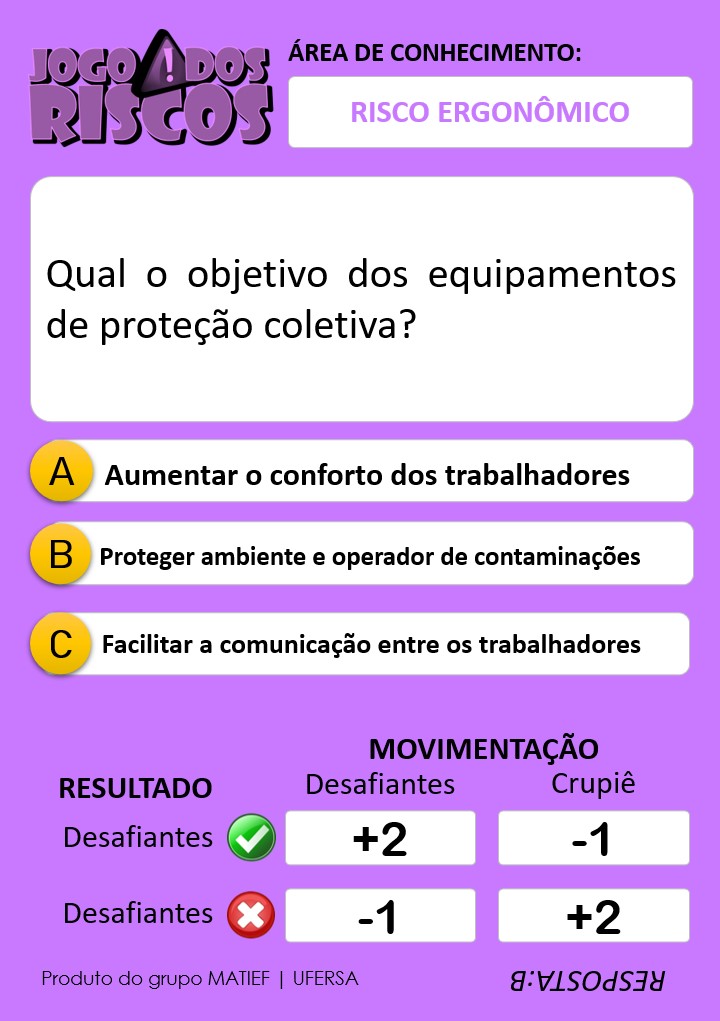 JOGO DOS
RISCOS
ÁREA DE CONHECIMENTO:
RISCO ERGONÔMICO
Qual o objetivo dos equipamentos
de proteção coletiva?
A Aumentar o conforto dos trabalhadores
B Proteger ambiente e operador de contaminações
C Facilitar a comunicação entre os trabalhadores
MOVIMENTAÇÃO
RESULTADO Desafiantes Crupiê
Desafiantes +2 -1
Desafiantes -1 +2
Produto do grupo MATIEF | UFERSA
RESPOSTA:B